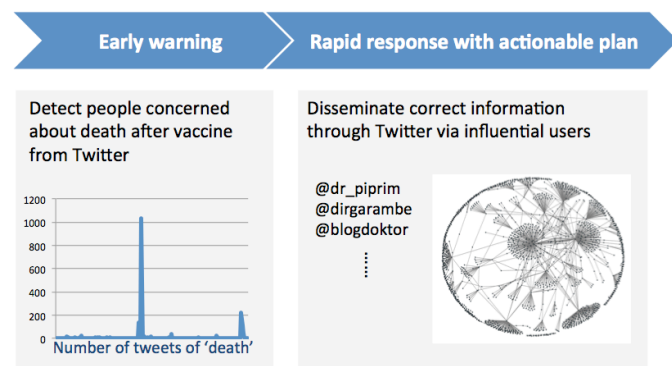 Early warning
Rapid response with actionable plan
Detect people concerned
about death after vaccine
from Twitter
1200
1000
800
600
400
200
0
Number of tweets of ‘death’
Disseminate correct information
through Twitter via influential users
@dr_piprim
@dirgarambe
@blogdoktor